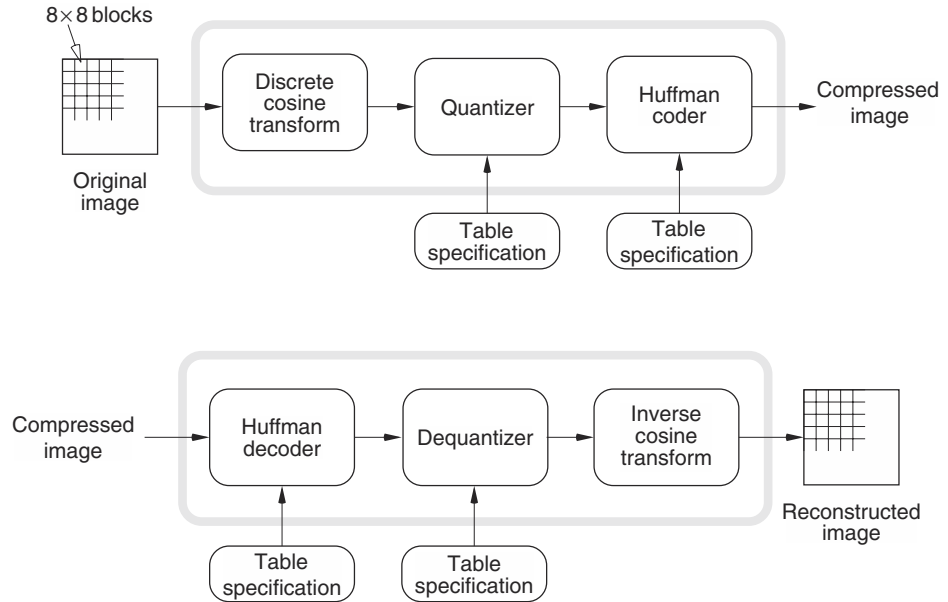 8×8 blocks
Discrete
cosine
transform
Quantizer
Huffman
coder
Compressed
image
Original
image
Table
specification
Table
specification
Compressed
image
Huffman
decoder
Dequantizer
Inverse
cosine
transform
Reconstructed
image
Table
specification
Table
specification